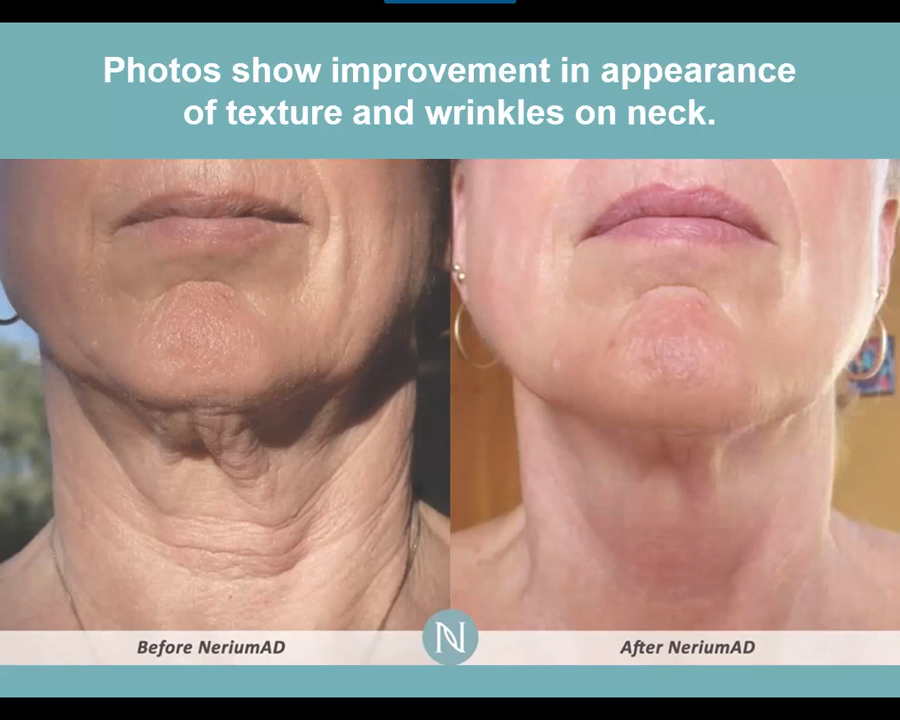 Photos show improvement in appearance
of texture and wrinkles on neck.
Before NeriumAD
N
After NeriumAD